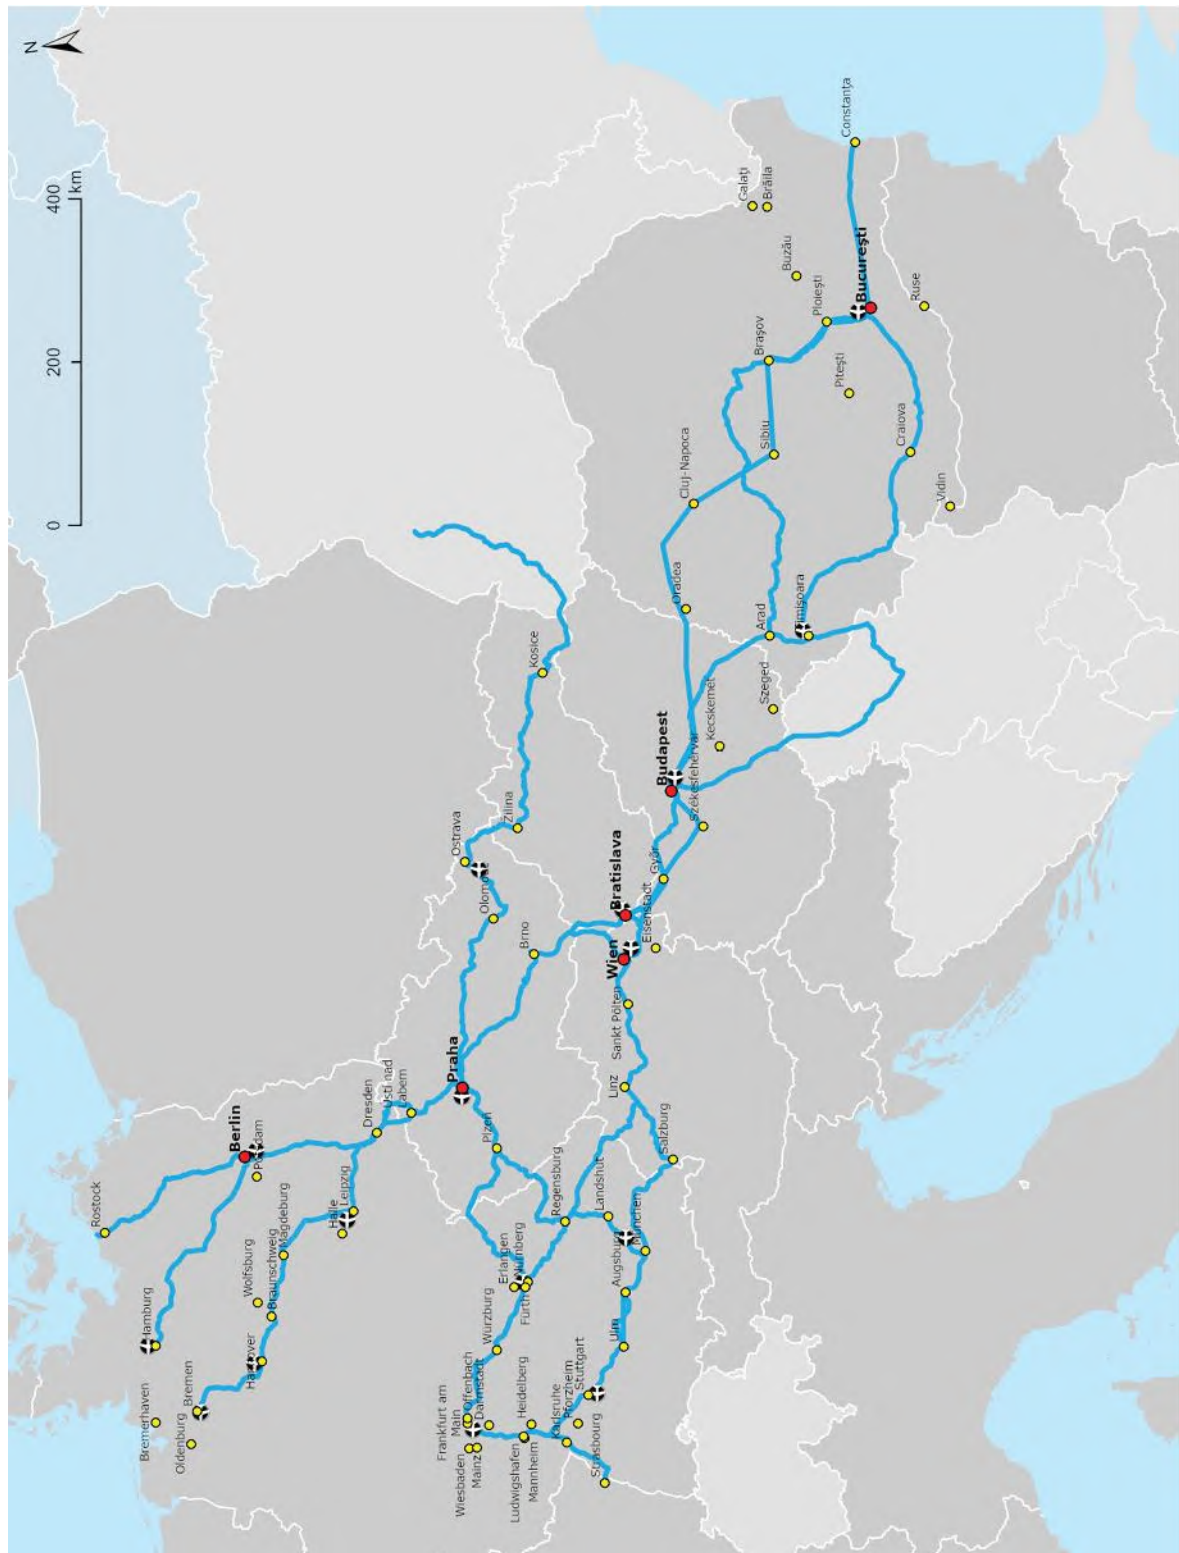 N
0
200
400
km
Rostock
Hamburg
Bremerhaven
Bremen
Oldenburg
Berlin
Potsdam
Wolfsburg
Hannover
Braunschweig
Magdeburg
Halle
Leipzig
Dresden
Usti nad
Labem
Praha
Plzen
Ostrava
Olomouc
Brno
Zilina
Kosice
Frankfurt am
Main
Offenbach
Darmstadt
Wiesbaden
Mainz
Würzburg
Erlangen
Nürnberg
Fürth
Regensburg
Ludwigshafen
Mannheim
Heidelberg
Karlsruhe
Pforzheim
Stuttgart
Strasbourg
Ulm
Augsburg
München
Landshut
Salzburg
Linz
Sankt Pölten
Wien
Bratislava
Eisenstadt
Győr
Budapest
Székesfehérvár
Kecskemét
Szeged
Oradea
Arad
Timișoara
Cluj-Napoca
Sibiu
Brașov
Ploiești
Pitești
Buzău
Galați
Brăila
București
Constanța
Craiova
Vidin
Ruse